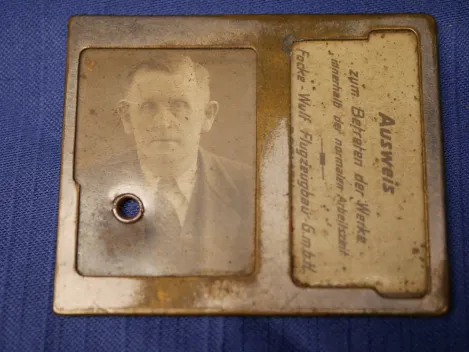 Ausweis
zum Betreten der Werke
innerhalb der normalen Arbeitszeit
Focke-Wulf Flugzeugbau G.m.b.H.